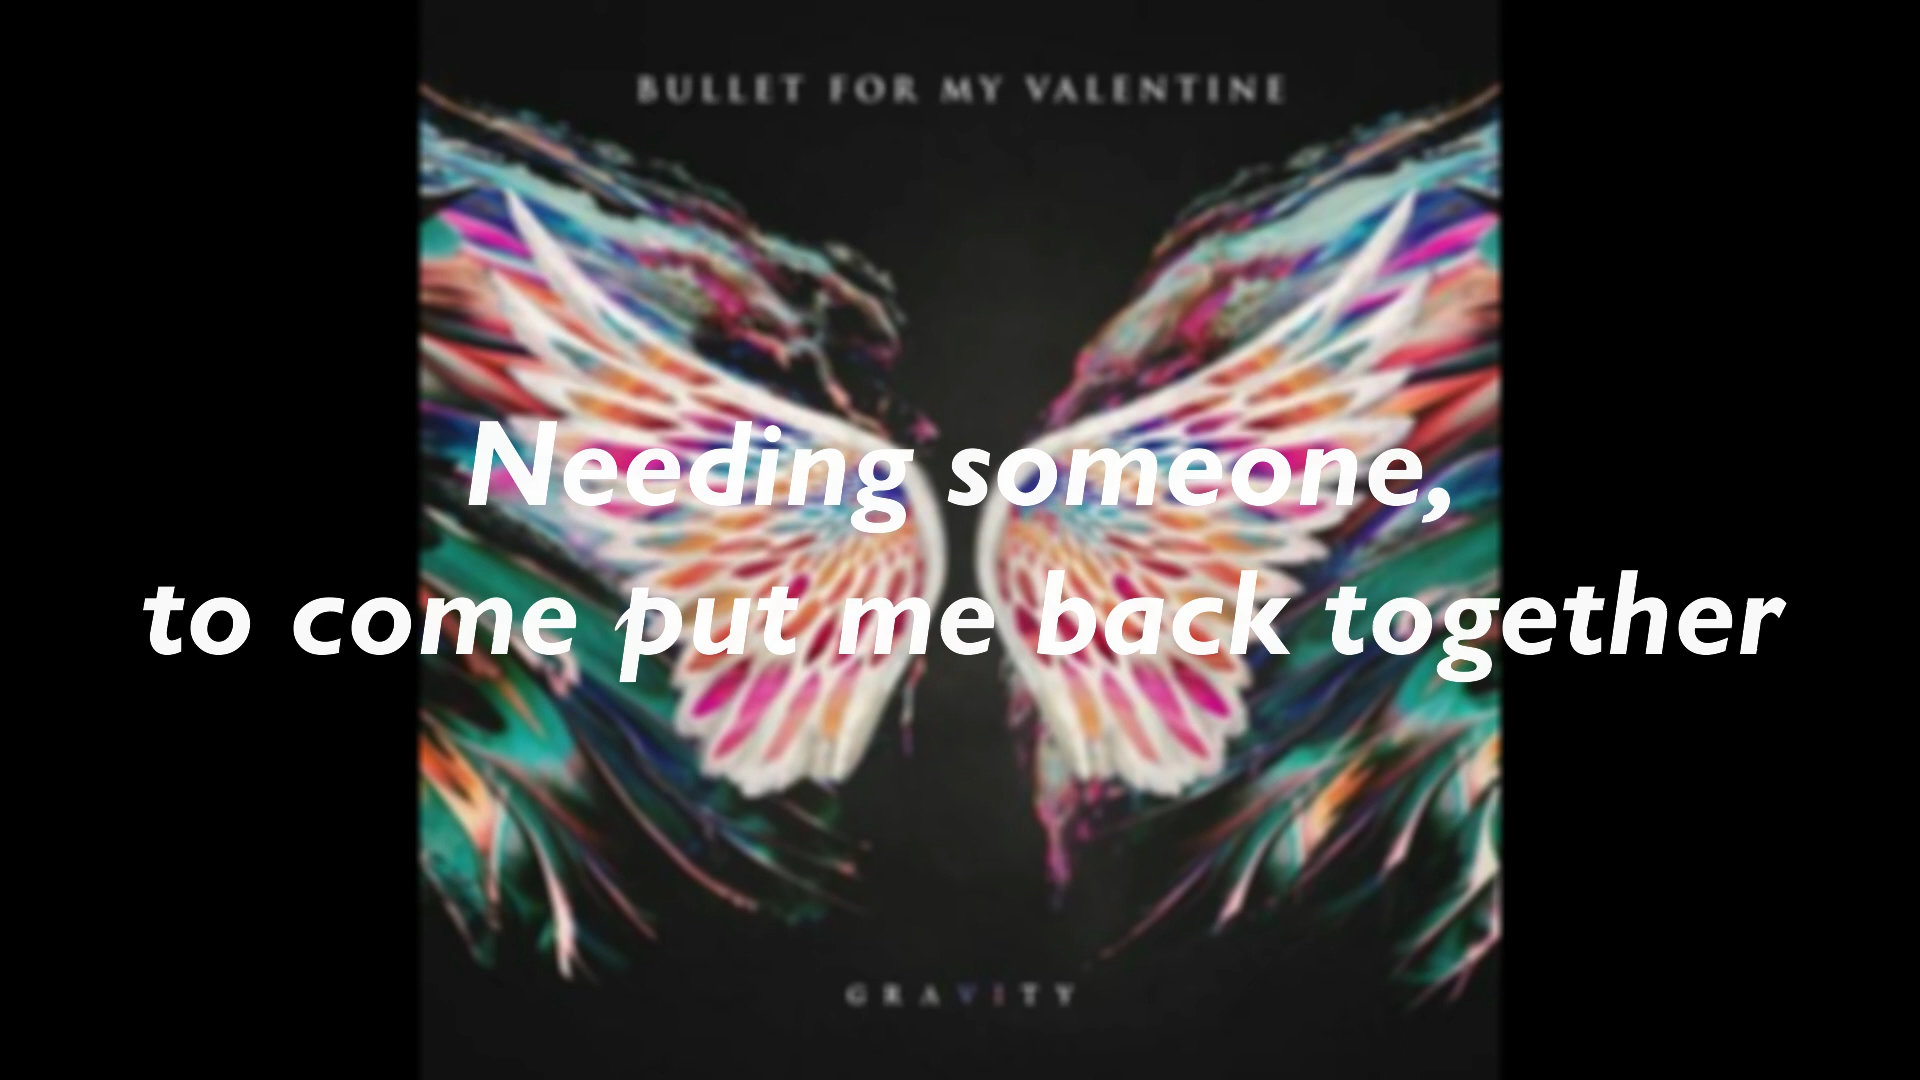 BULLET FOR MY VALENTINE
Needing someone,
to come put me back together
GRAVITY